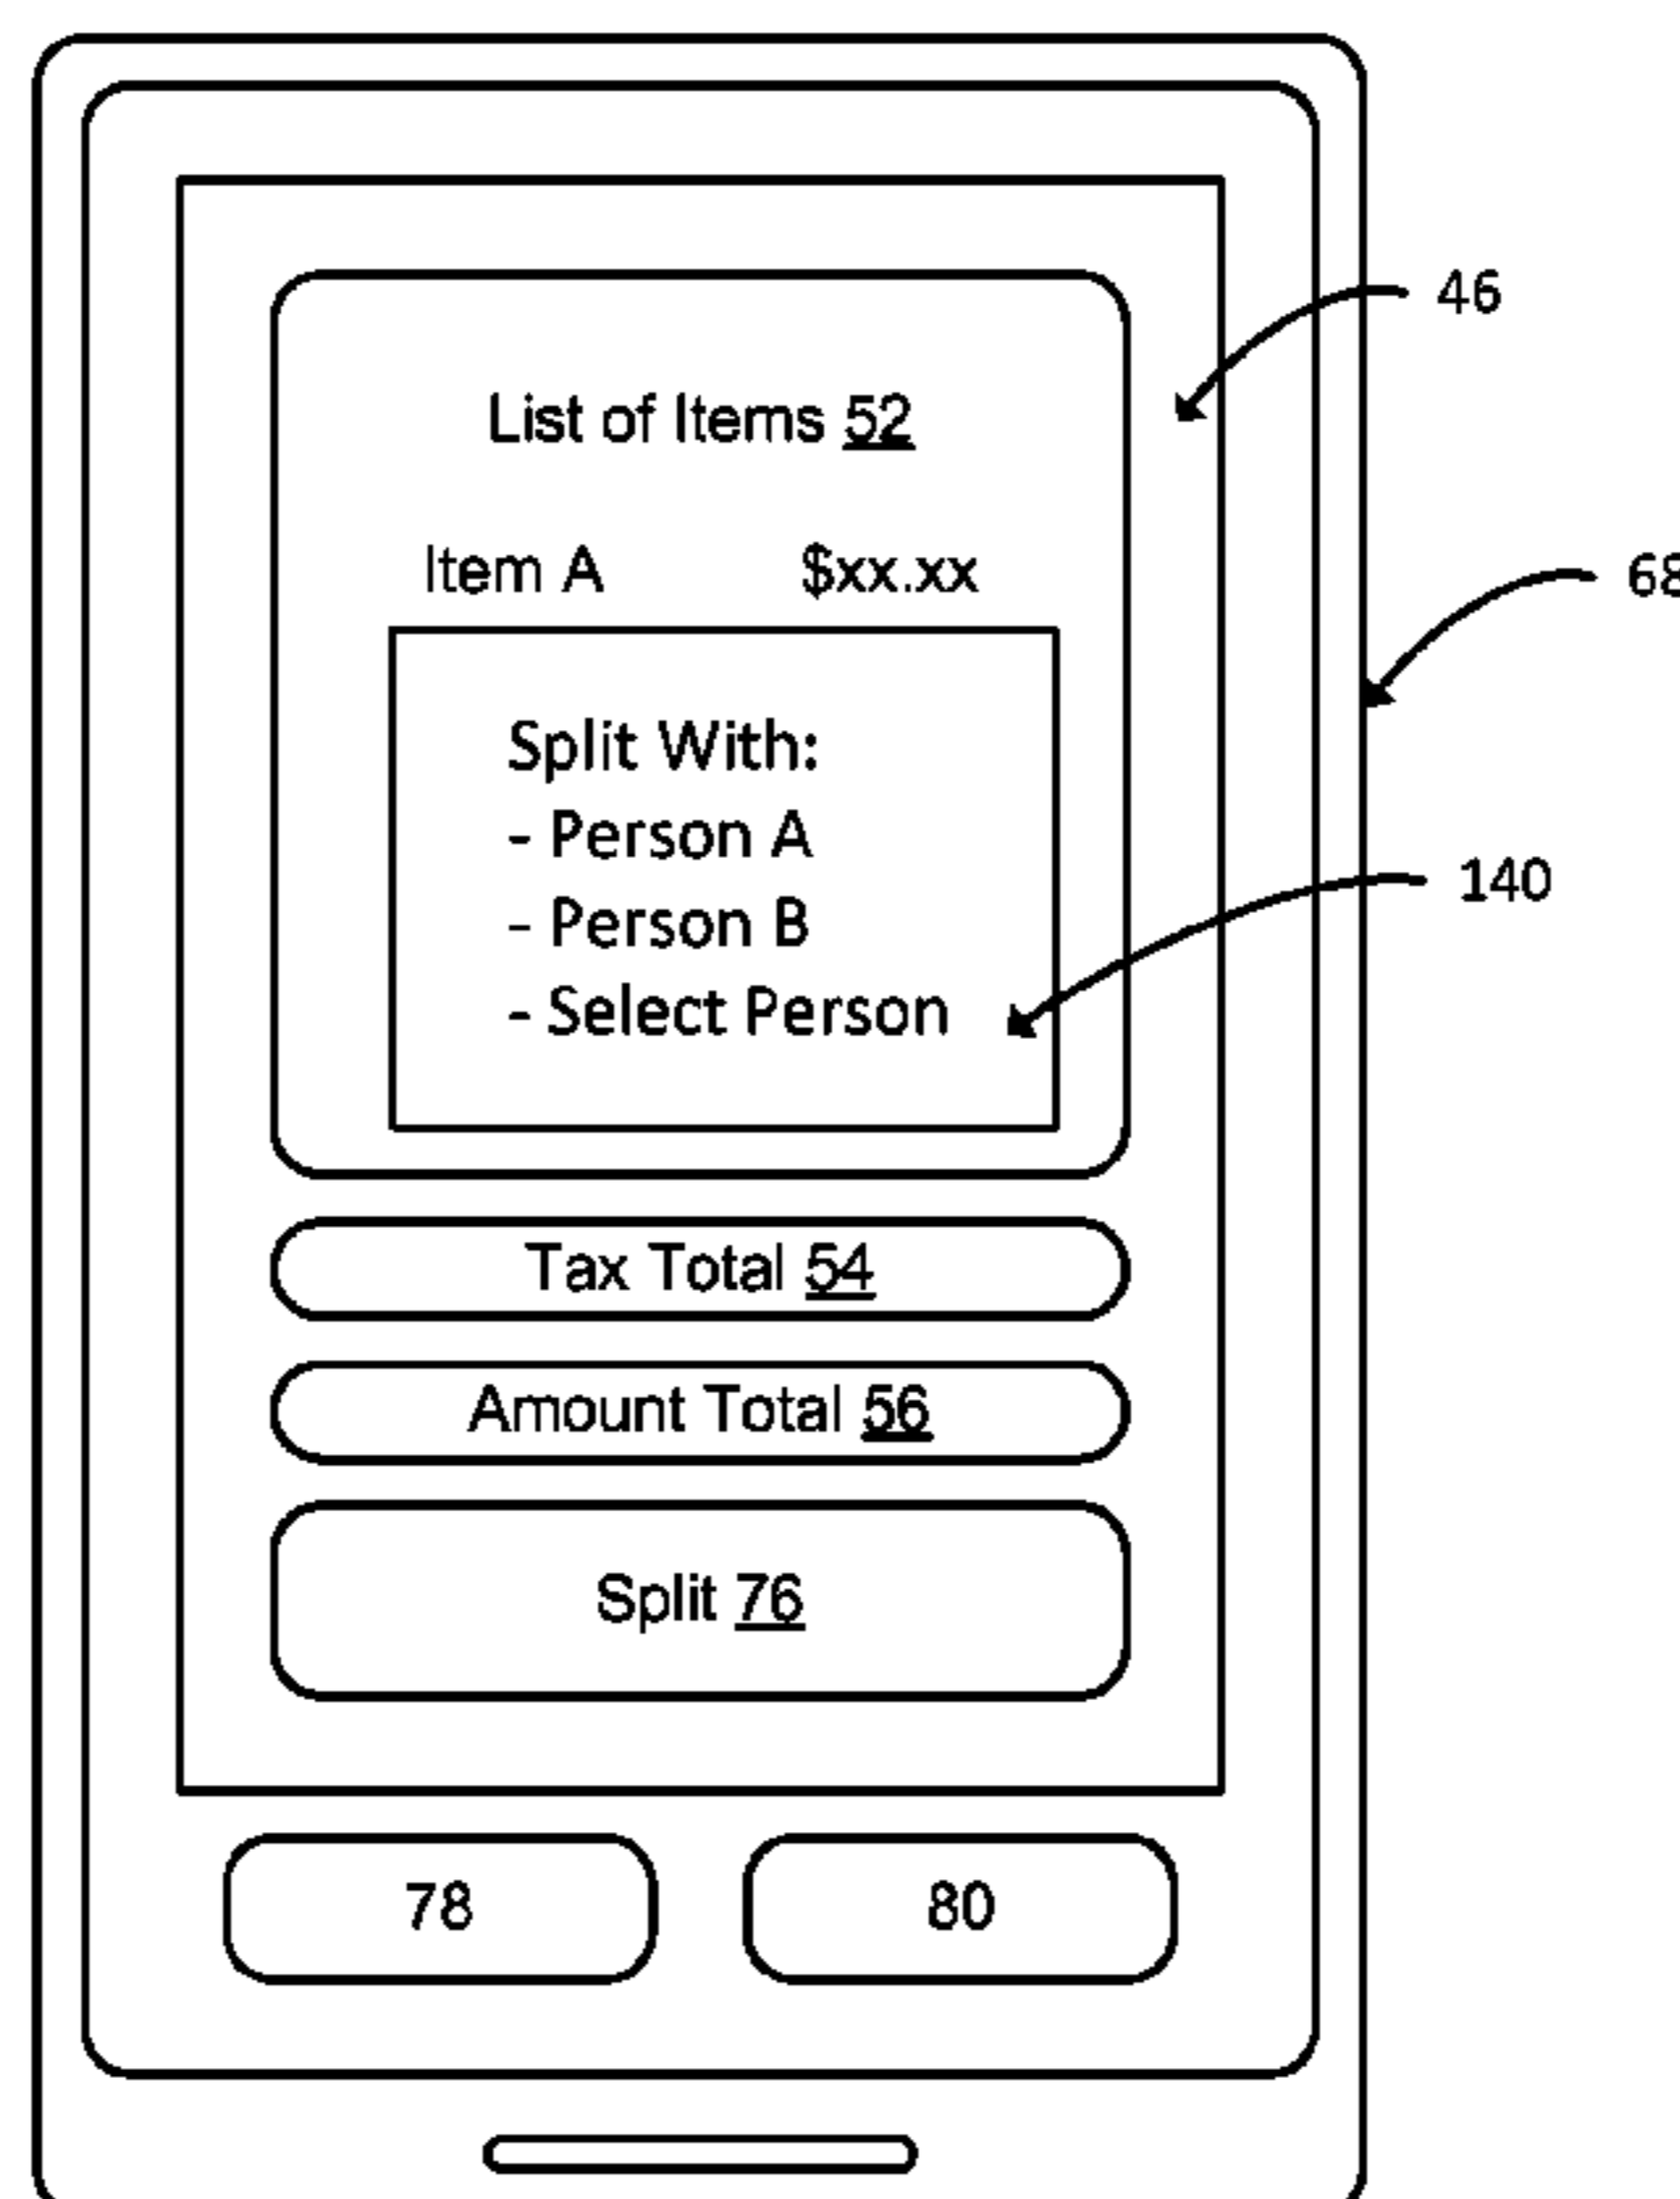 46
List of Items 52
Item A $xx.xx
68
Split With:
- Person A
140
- Person B
- Select Person
Tax Total 54
Amount Total 56
Split 76
78 80